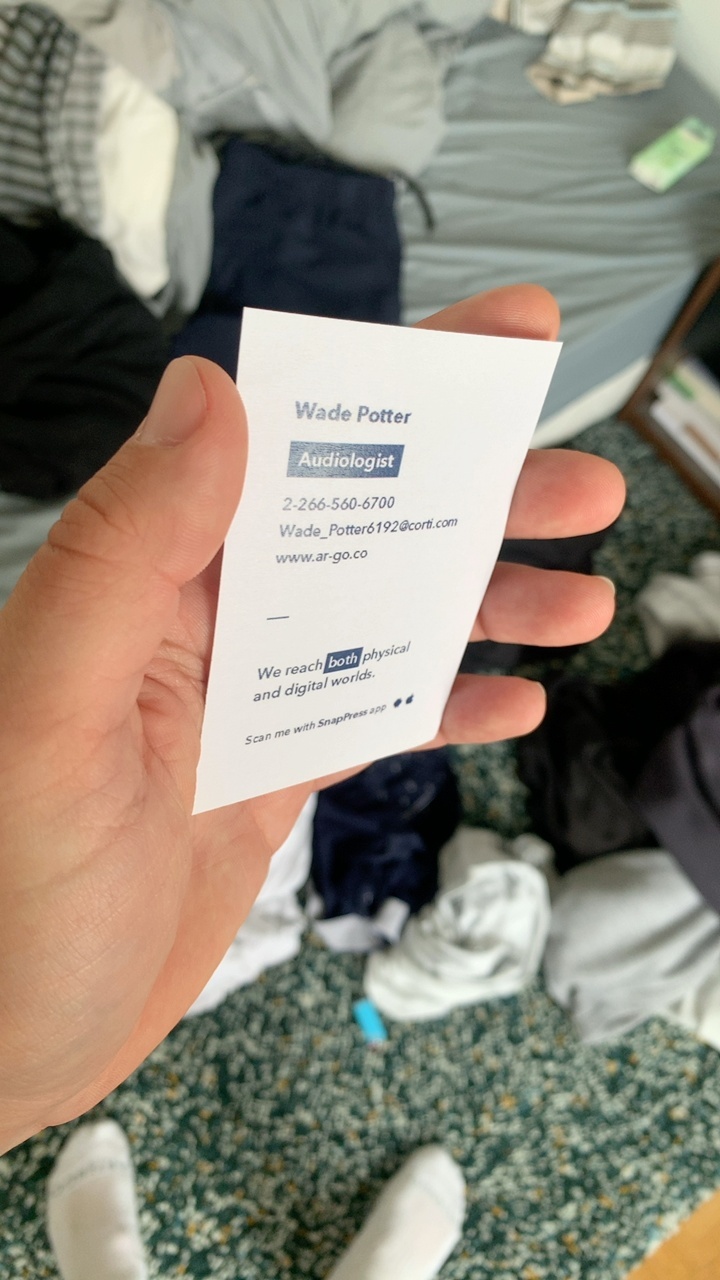 Wade Potter
Audiologist
2-266-560-6700
Wade_Potter6192@corti.com
www.ar-go.co
—
We reach both physical
and digital worlds.
Scan me with SnapPress app